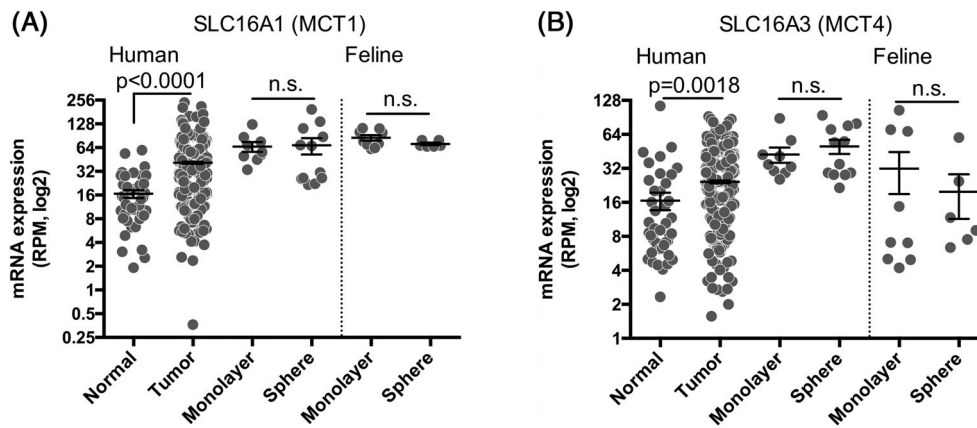 (A)
SLC16A1 (MCT1)
Human
Feline
p<0.0001
n.s.
n.s.
mRNA expression
(RPM, log2)
256
128
64
32
16
8
4
2
1
0.5
0.25
Normal
Tumor
Monolayer
Sphere
Monolayer
Sphere
(B)
SLC16A3 (MCT4)
Human
Feline
p=0.0018
n.s.
n.s.
mRNA expression
(RPM, log2)
128
64
32
16
8
4
2
1
Normal
Tumor
Monolayer
Sphere
Monolayer
Sphere